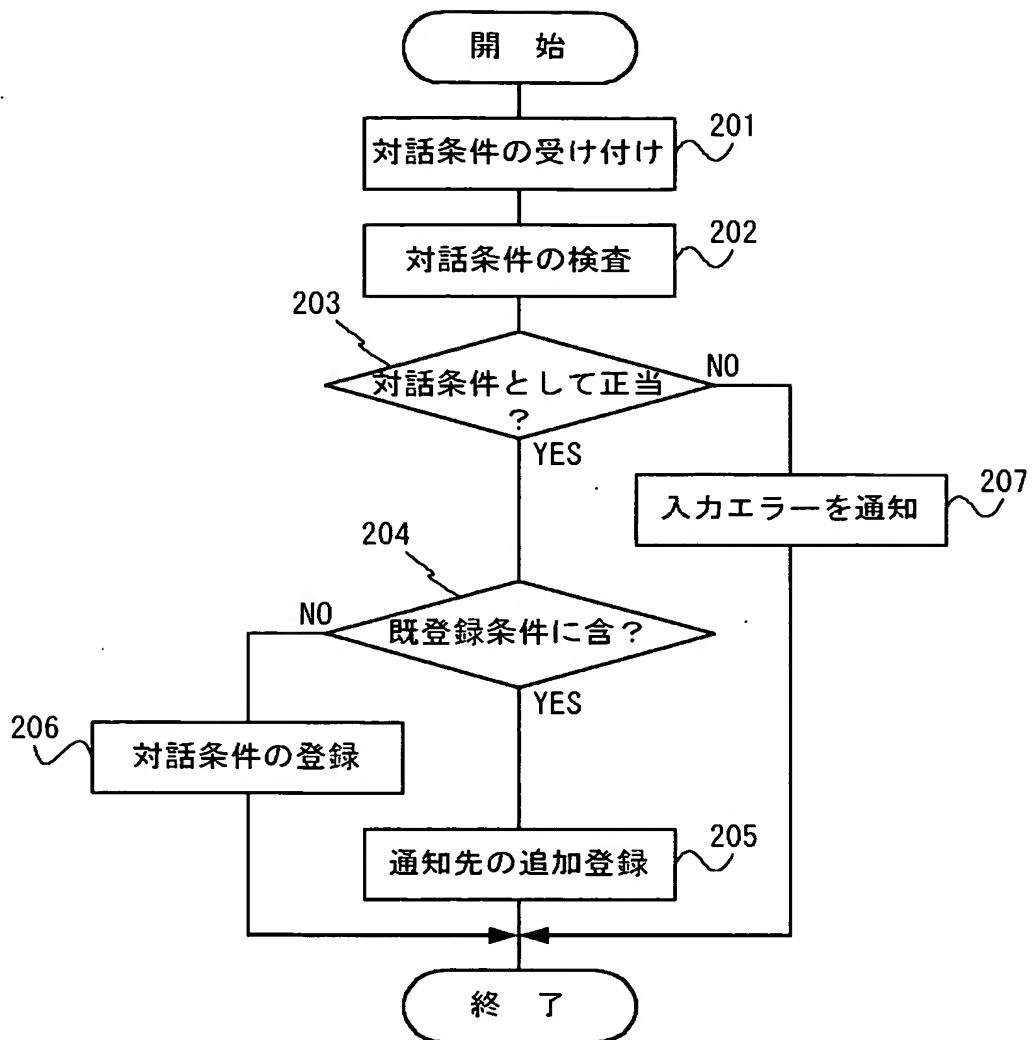 開 始
対話条件の受け付け
201
対話条件の検査
202
203
対話条件として正当
?
NO
YES
入力エラーを通知
207
204
既登録条件に含?
NO
YES
206
対話条件の登録
通知先の追加登録
205
終 了